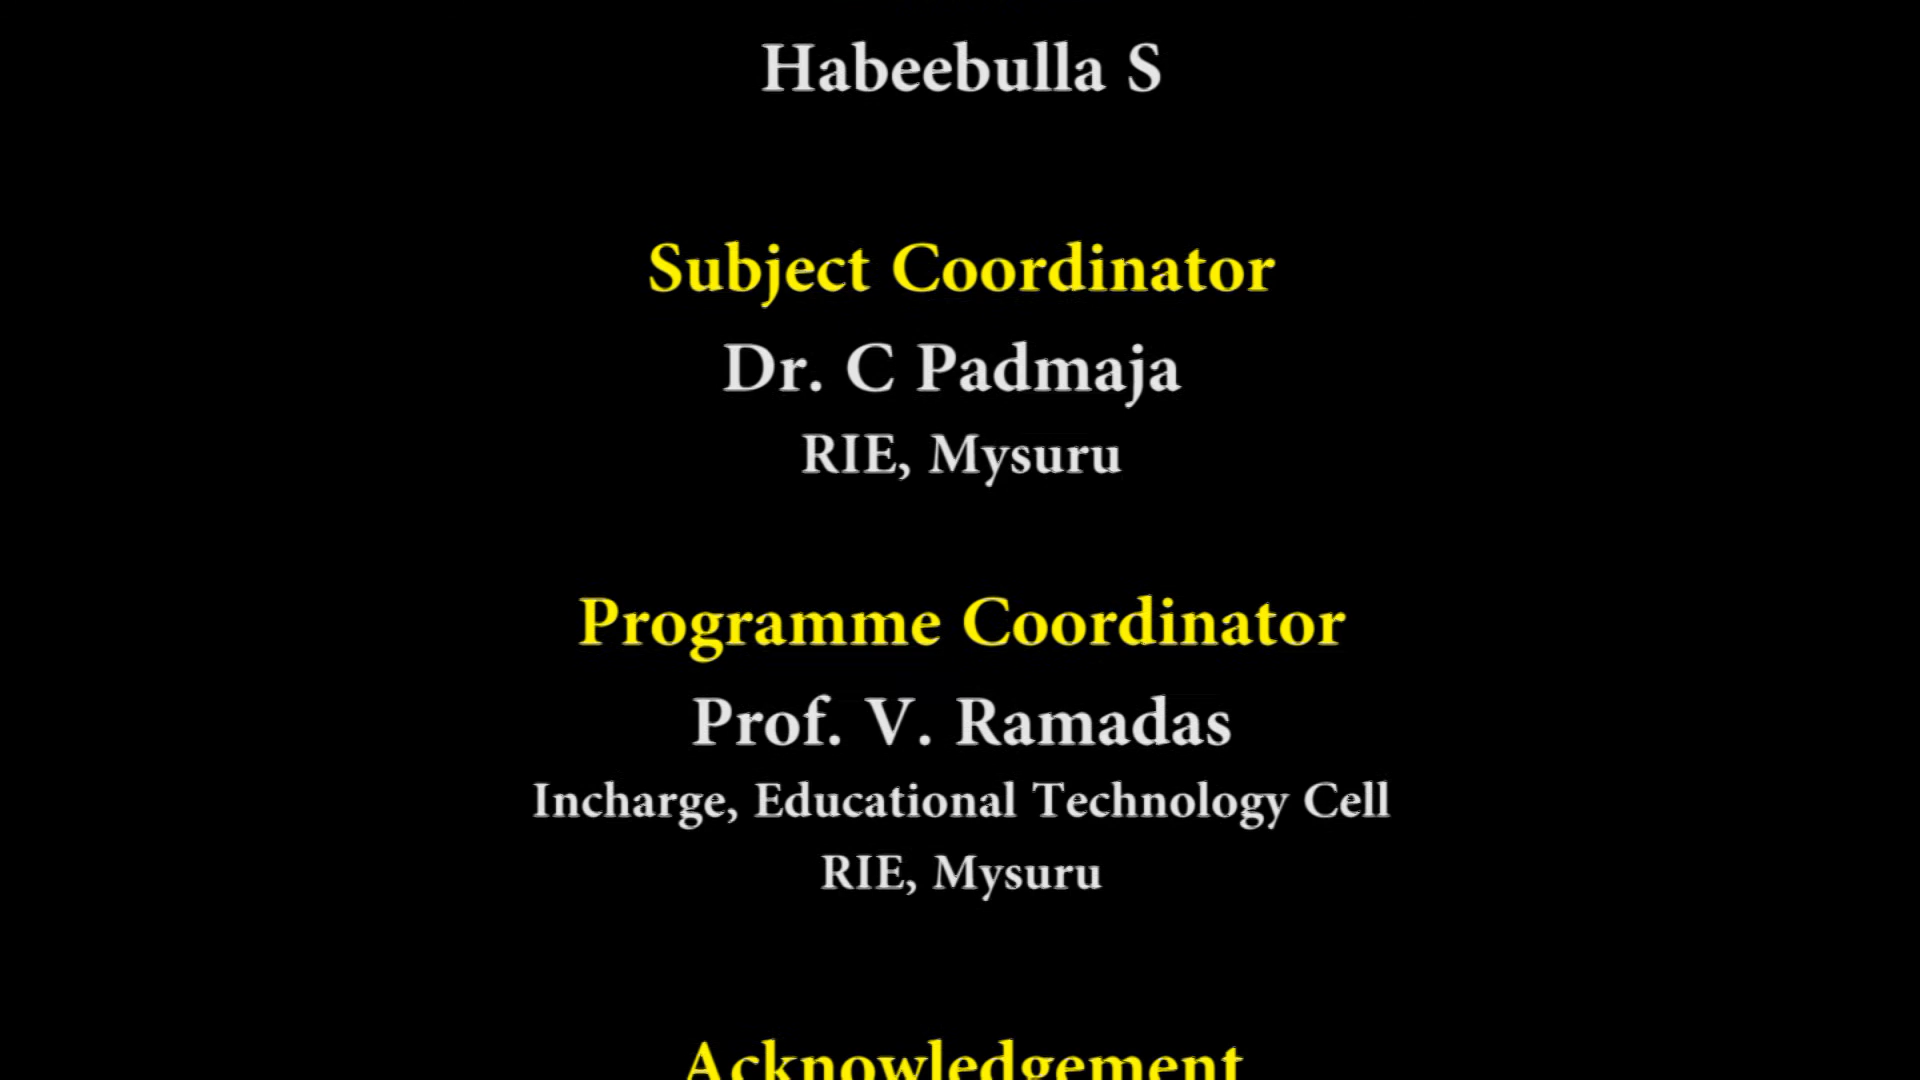 Habeebulla S
Subject Coordinator
Dr. C Padmaja
RIE, Mysuru
Programme Coordinator
Prof. V. Ramadas
Incharge, Educational Technology Cell
RIE, Mysuru
Acknowledgement